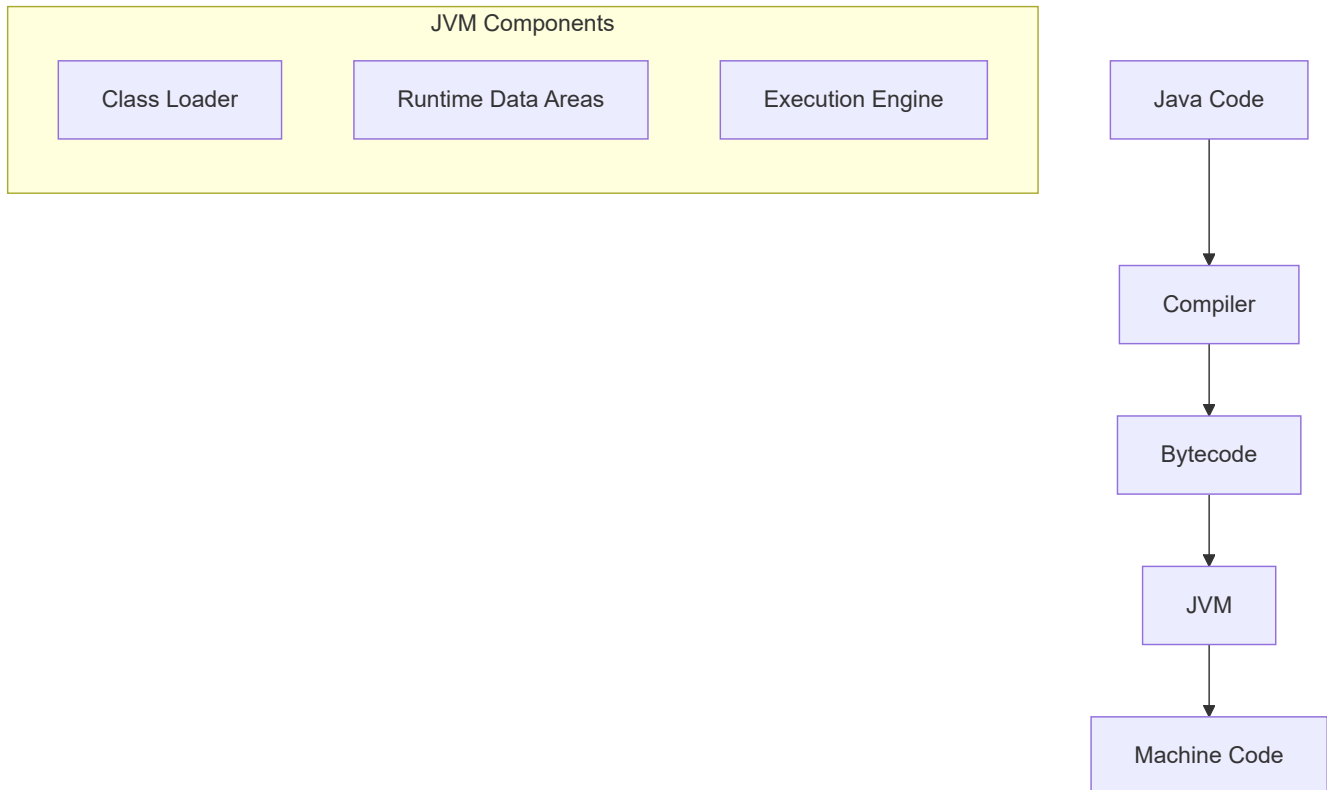 JVM Components
Class Loader
Runtime Data Areas
Execution Engine
Java Code
Compiler
Bytecode
JVM
Machine Code